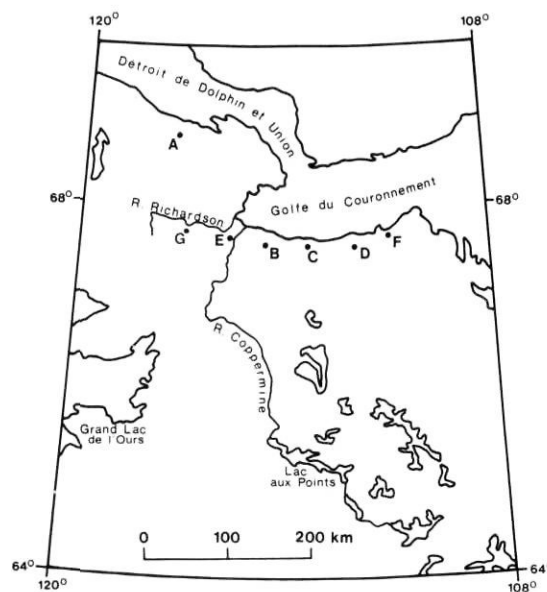 120°
108°
Détroit de Dolphin et Union
A
68°
68°
Golfe du Couronnement
R. Richardson
G
E
B
C
D
F
R. Coppermine
Grand Lac
de l'Ours
Lac
aux Points
0 100 200 km
64°
64°
120°
108°